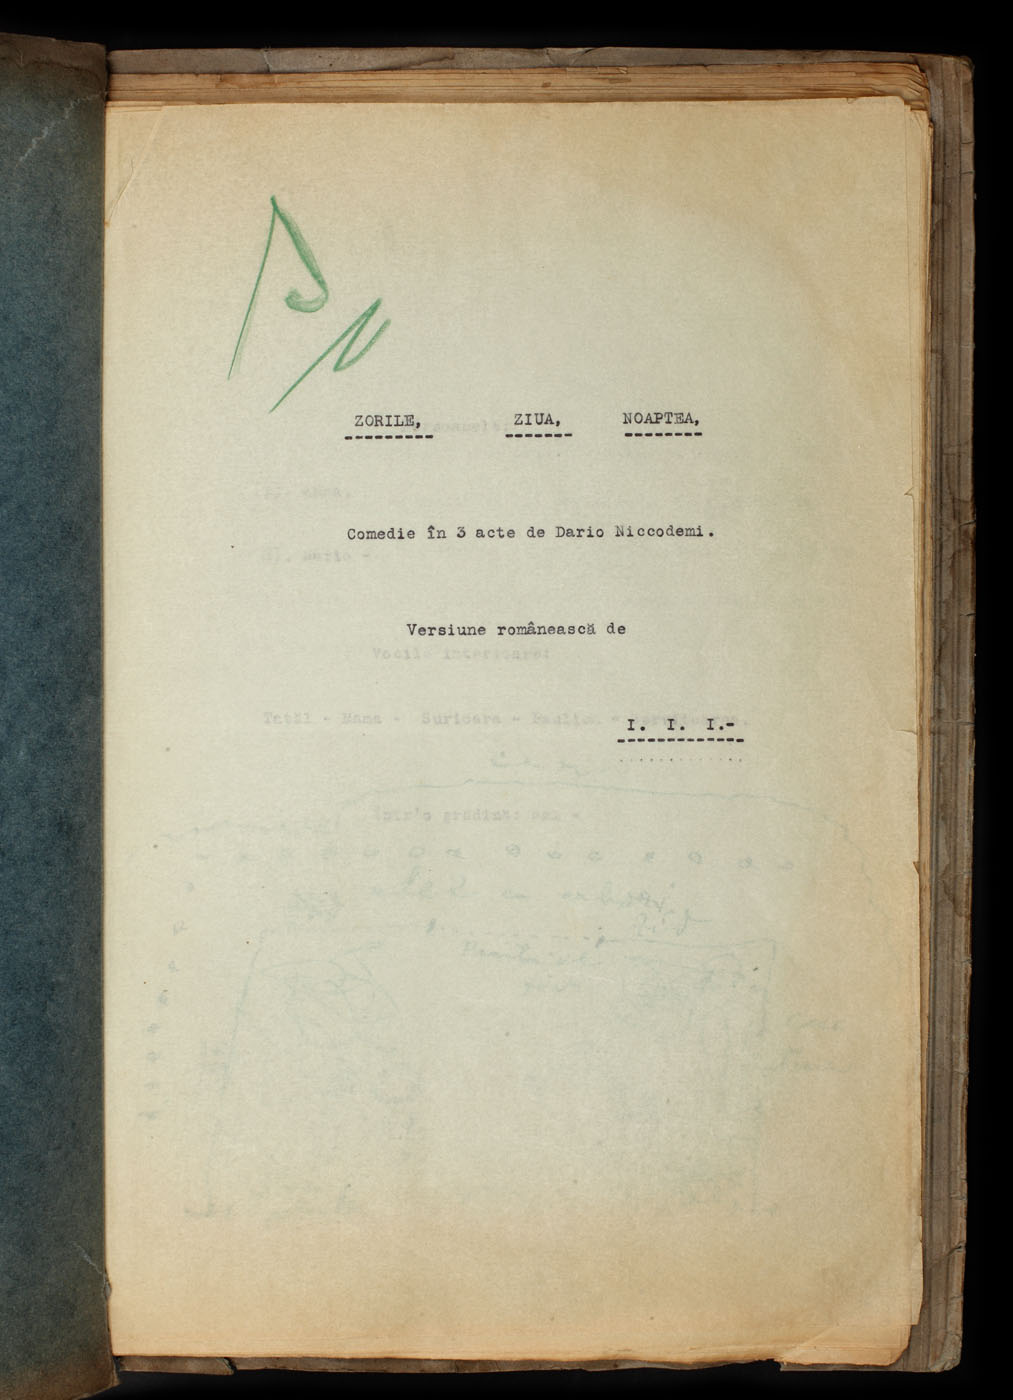 ZORILE, ZIUA, NOAPTEA,
Comedie în 3 acte de Dario Niccodemi.
Versiune românească de
I. I. I.-